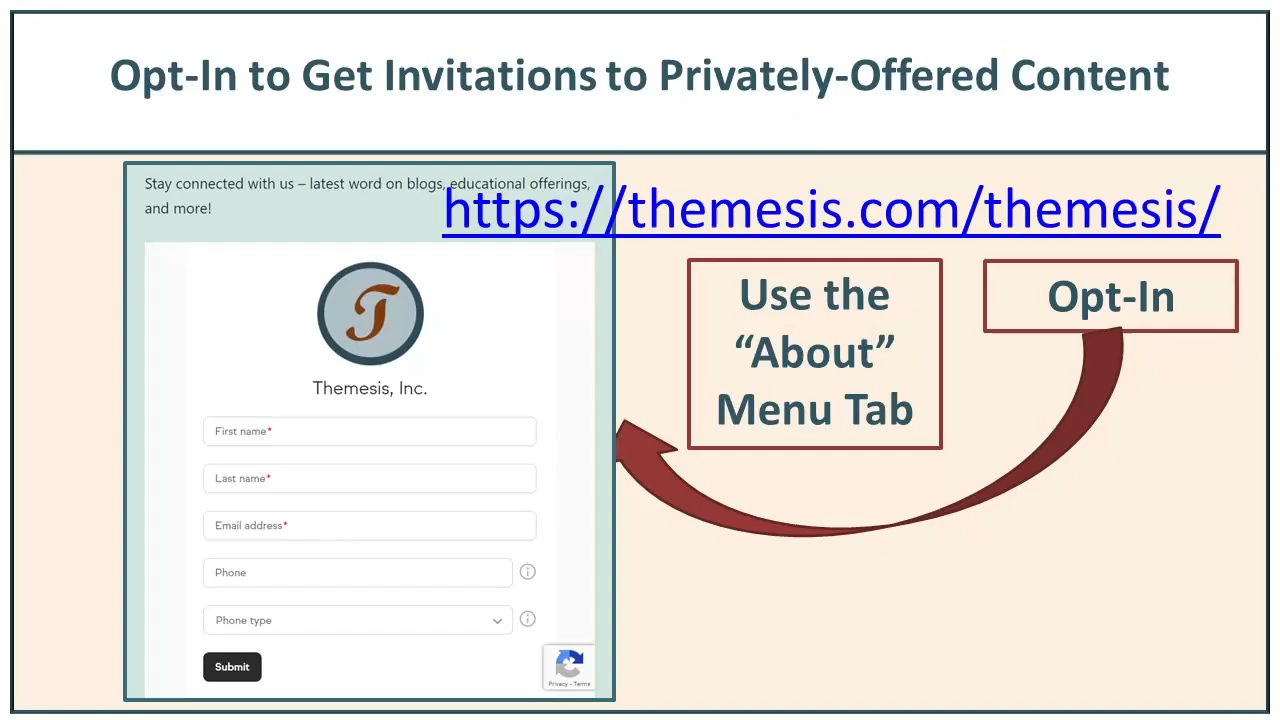 Opt-In to Get Invitations to Privately-Offered Content
Stay connected with us – latest word on blogs, educational offerings,
and more!
https://themesis.com/themesis/
T
Themesis, Inc.
First name*
Last name*
Email address*
Phone
Phone type
Submit
Privacy - Terms
Use the
“About”
Menu Tab
Opt-In